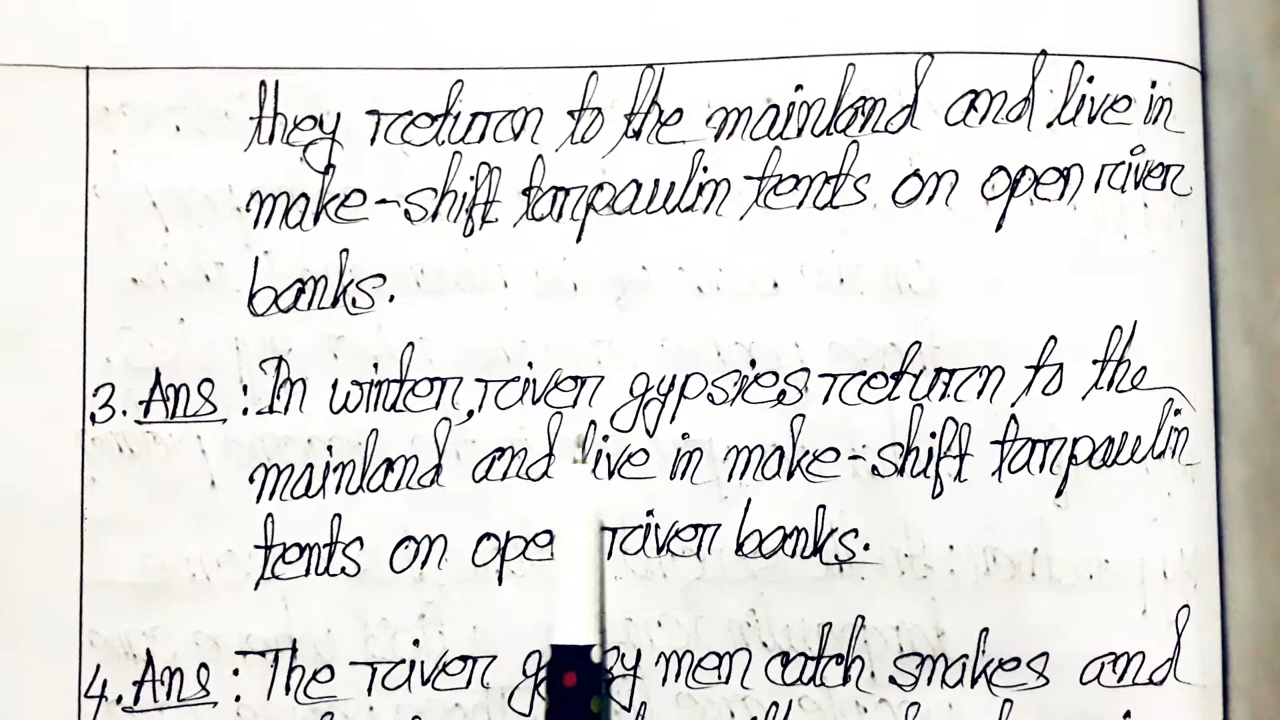 they return to the mainland and live in
make-shift tarpaulin tents on open river
banks.
3. Ans : In winter, river gypsies return to the
mainland and live in make-shift tarpaulin
tents on ope river banks.
4. Ans : The river men catch snakes and